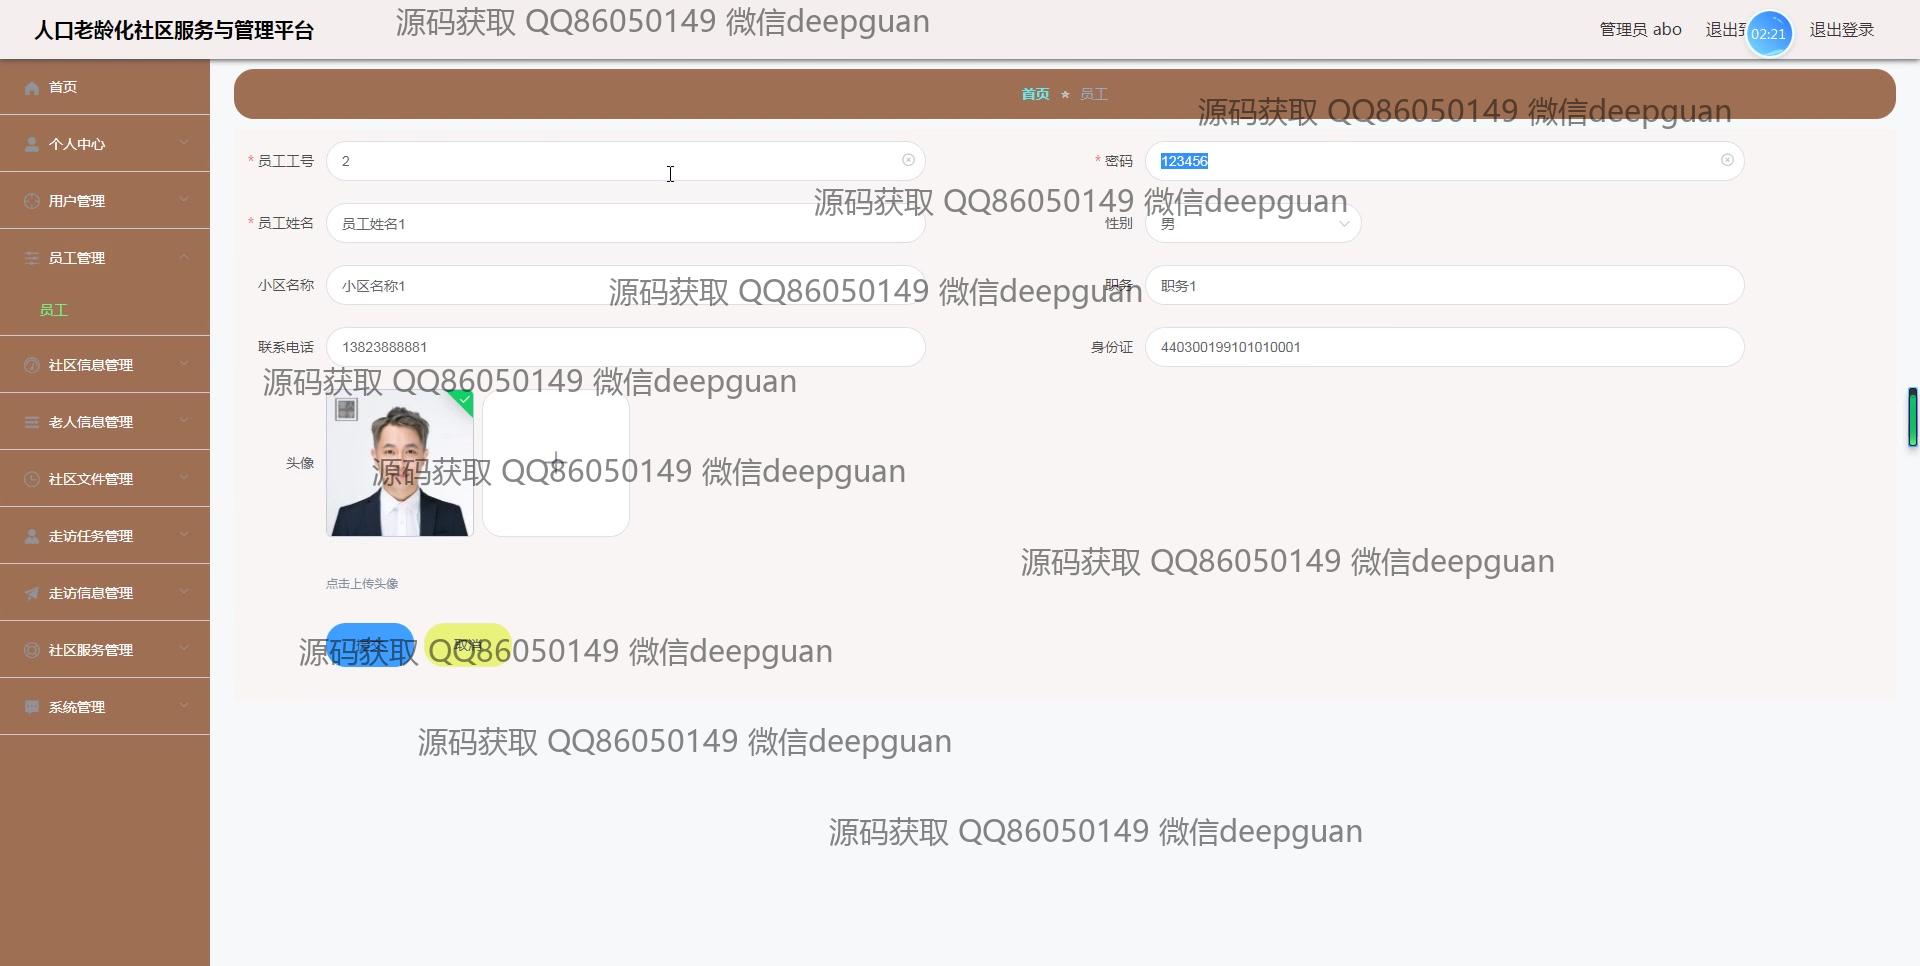 人口老龄化社区服务与管理平台
源码获取 QQ86050149 微信deepguan
管理员 abo
退出到
02:21
退出登录
首页
个人中心
用户管理
员工管理
员工
社区信息管理
老人信息管理
社区文件管理
走访任务管理
走访信息管理
社区服务管理
系统管理
首页 员工
源码获取 QQ86050149 微信deepguan
* 员工工号 2
* 密码 123456
源码获取 QQ86050149 微信deepguan
* 员工姓名 员工姓名1
性别 男
小区名称 小区名称1
职务 职务1
源码获取 QQ86050149 微信deepguan
联系电话 13823888881
身份证 440300199101010001
源码获取 QQ86050149 微信deepguan
头像
源码获取 QQ86050149 微信deepguan
源码获取 QQ86050149 微信deepguan
点击上传头像
提交 取消
源码获取 QQ86050149 微信deepguan
源码获取 QQ86050149 微信deepguan
源码获取 QQ86050149 微信deepguan